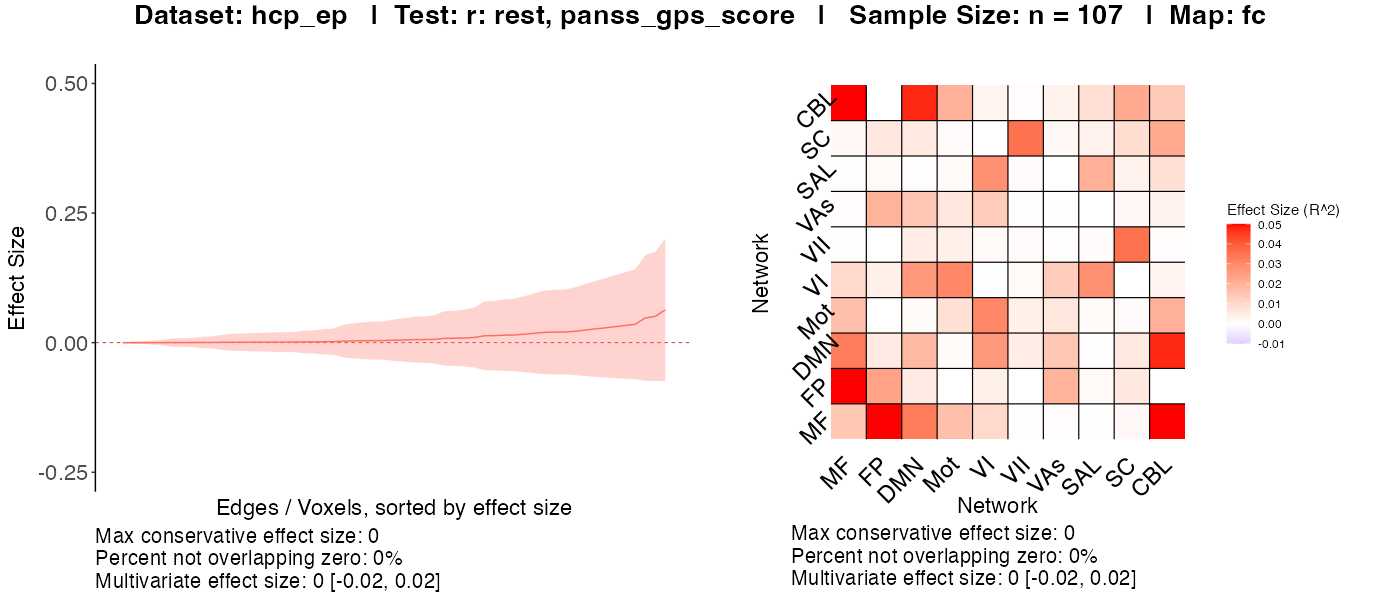 Dataset: hcp_ep | Test: r: rest, panss_gps_score | Sample Size: n = 107 | Map: fc
Effect Size
0.50
0.25
0.00
-0.25
Edges / Voxels, sorted by effect size
Max conservative effect size: 0
Percent not overlapping zero: 0%
Multivariate effect size: 0 [-0.02, 0.02]
Network
CBL
SC
SAL
VAs
VII
VI
Mot
DMN
FP
MF
MF FP DMN Mot VI VII VAs SAL SC CBL
Network
Effect Size (R^2)
0.05
0.04
0.03
0.02
0.01
0.00
-0.01
Max conservative effect size: 0
Percent not overlapping zero: 0%
Multivariate effect size: 0 [-0.02, 0.02]